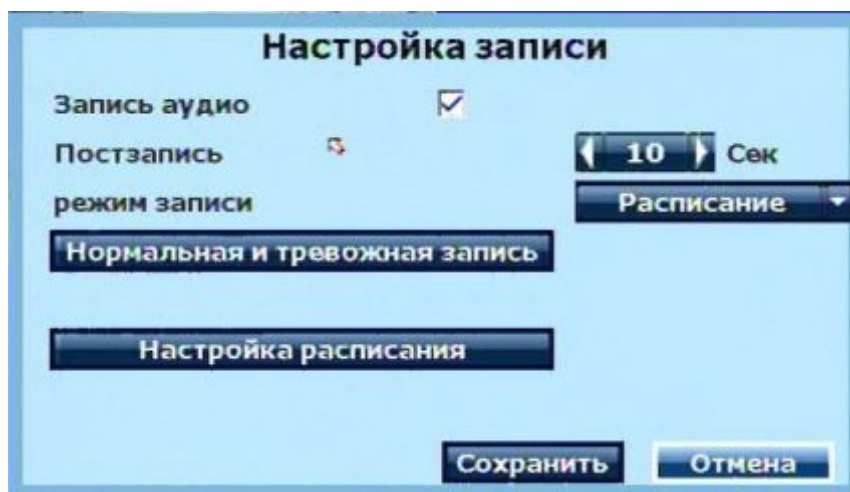 Настройка записи
Запись аудио
Постзапись 10 Сек
режим записи Расписание
Нормальная и тревожная запись
Настройка расписания
Сохранить Отмена